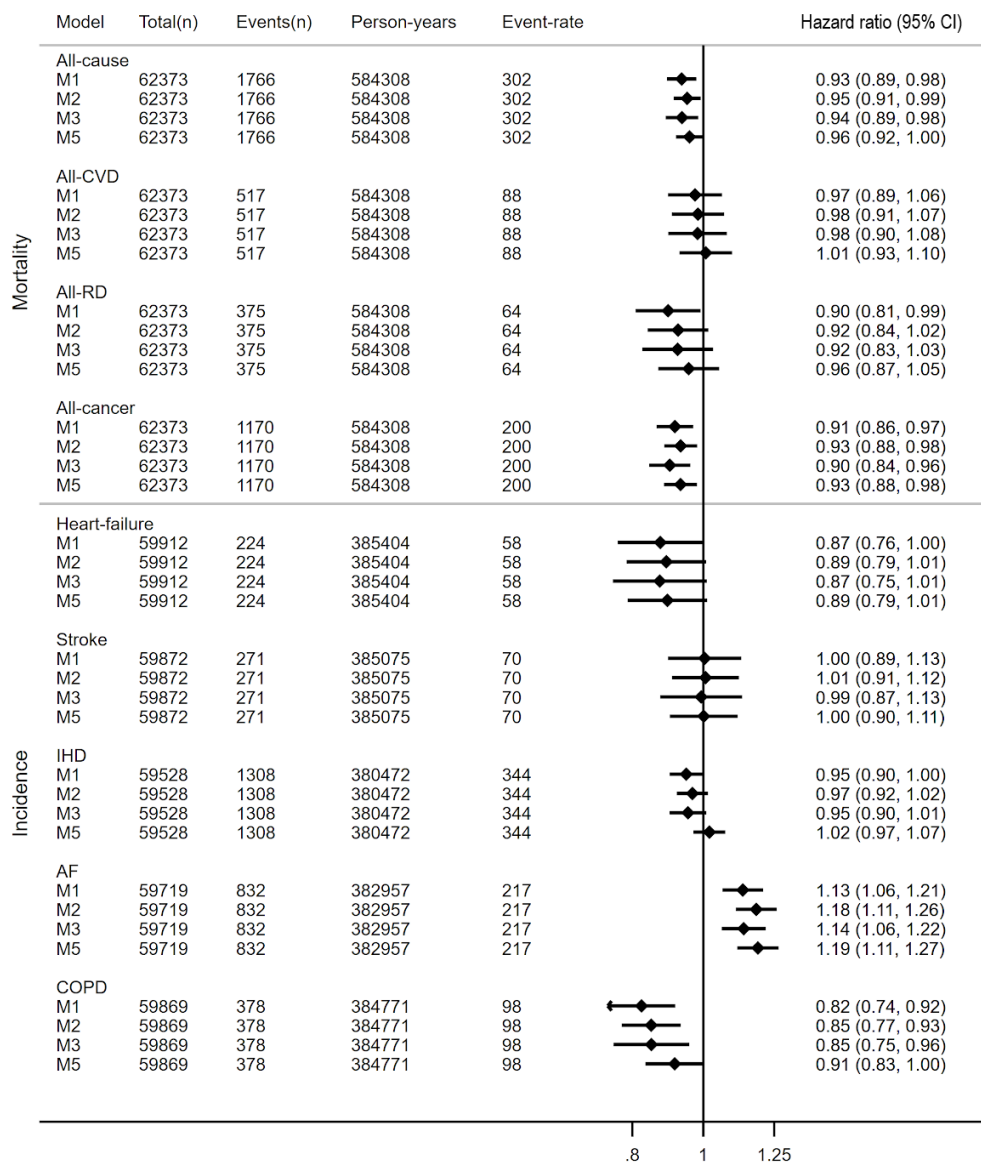 Model Total(n) Events(n) Person-years Event-rate Hazard ratio (95% CI)
Mortality
All-cause
M1 62373 1766 584308 302 0.93 (0.89, 0.98)
M2 62373 1766 584308 302 0.95 (0.91, 0.99)
M3 62373 1766 584308 302 0.94 (0.89, 0.98)
M5 62373 1766 584308 302 0.96 (0.92, 1.00)
All-CVD
M1 62373 517 584308 88 0.97 (0.89, 1.06)
M2 62373 517 584308 88 0.98 (0.91, 1.07)
M3 62373 517 584308 88 0.98 (0.90, 1.08)
M5 62373 517 584308 88 1.01 (0.93, 1.10)
All-RD
M1 62373 375 584308 64 0.90 (0.81, 0.99)
M2 62373 375 584308 64 0.92 (0.84, 1.02)
M3 62373 375 584308 64 0.92 (0.83, 1.03)
M5 62373 375 584308 64 0.96 (0.87, 1.05)
All-cancer
M1 62373 1170 584308 200 0.91 (0.86, 0.97)
M2 62373 1170 584308 200 0.93 (0.88, 0.98)
M3 62373 1170 584308 200 0.90 (0.84, 0.96)
M5 62373 1170 584308 200 0.93 (0.88, 0.98)
Incidence
Heart-failure
M1 59912 224 385404 58 0.87 (0.76, 1.00)
M2 59912 224 385404 58 0.89 (0.79, 1.01)
M3 59912 224 385404 58 0.87 (0.75, 1.01)
M5 59912 224 385404 58 0.89 (0.79, 1.01)
Stroke
M1 59872 271 385075 70 1.00 (0.89, 1.13)
M2 59872 271 385075 70 1.01 (0.91, 1.12)
M3 59872 271 385075 70 0.99 (0.87, 1.13)
M5 59872 271 385075 70 1.00 (0.90, 1.11)
IHD
M1 59528 1308 380472 344 0.95 (0.90, 1.00)
M2 59528 1308 380472 344 0.97 (0.92, 1.02)
M3 59528 1308 380472 344 0.95 (0.90, 1.01)
M5 59528 1308 380472 344 1.02 (0.97, 1.07)
AF
M1 59719 832 382957 217 1.13 (1.06, 1.21)
M2 59719 832 382957 217 1.18 (1.11, 1.26)
M3 59719 832 382957 217 1.14 (1.06, 1.22)
M5 59719 832 382957 217 1.19 (1.11, 1.27)
COPD
M1 59869 378 384771 98 0.82 (0.74, 0.92)
M2 59869 378 384771 98 0.85 (0.77, 0.93)
M3 59869 378 384771 98 0.85 (0.75, 0.96)
M5 59869 378 384771 98 0.91 (0.83, 1.00)
.8 1 1.25